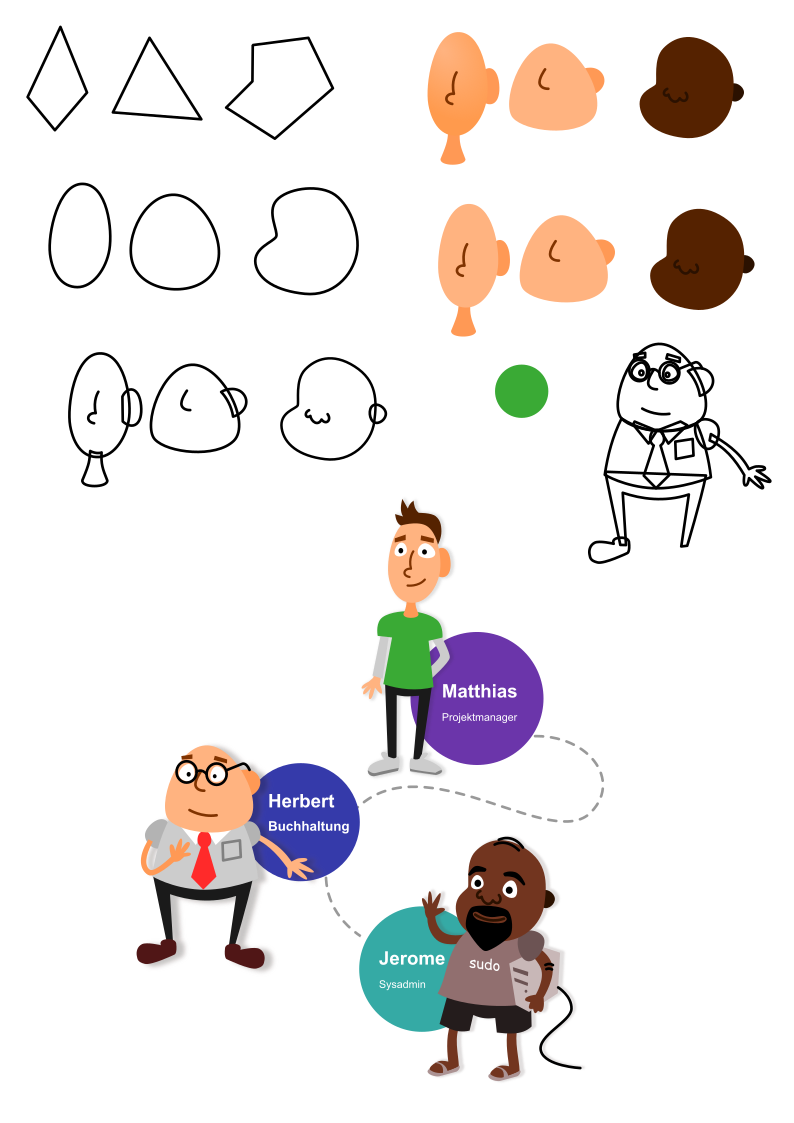 Matthias
Projektmanager
Herbert
Buchhaltung
Jerome
Sysadmin
sudo